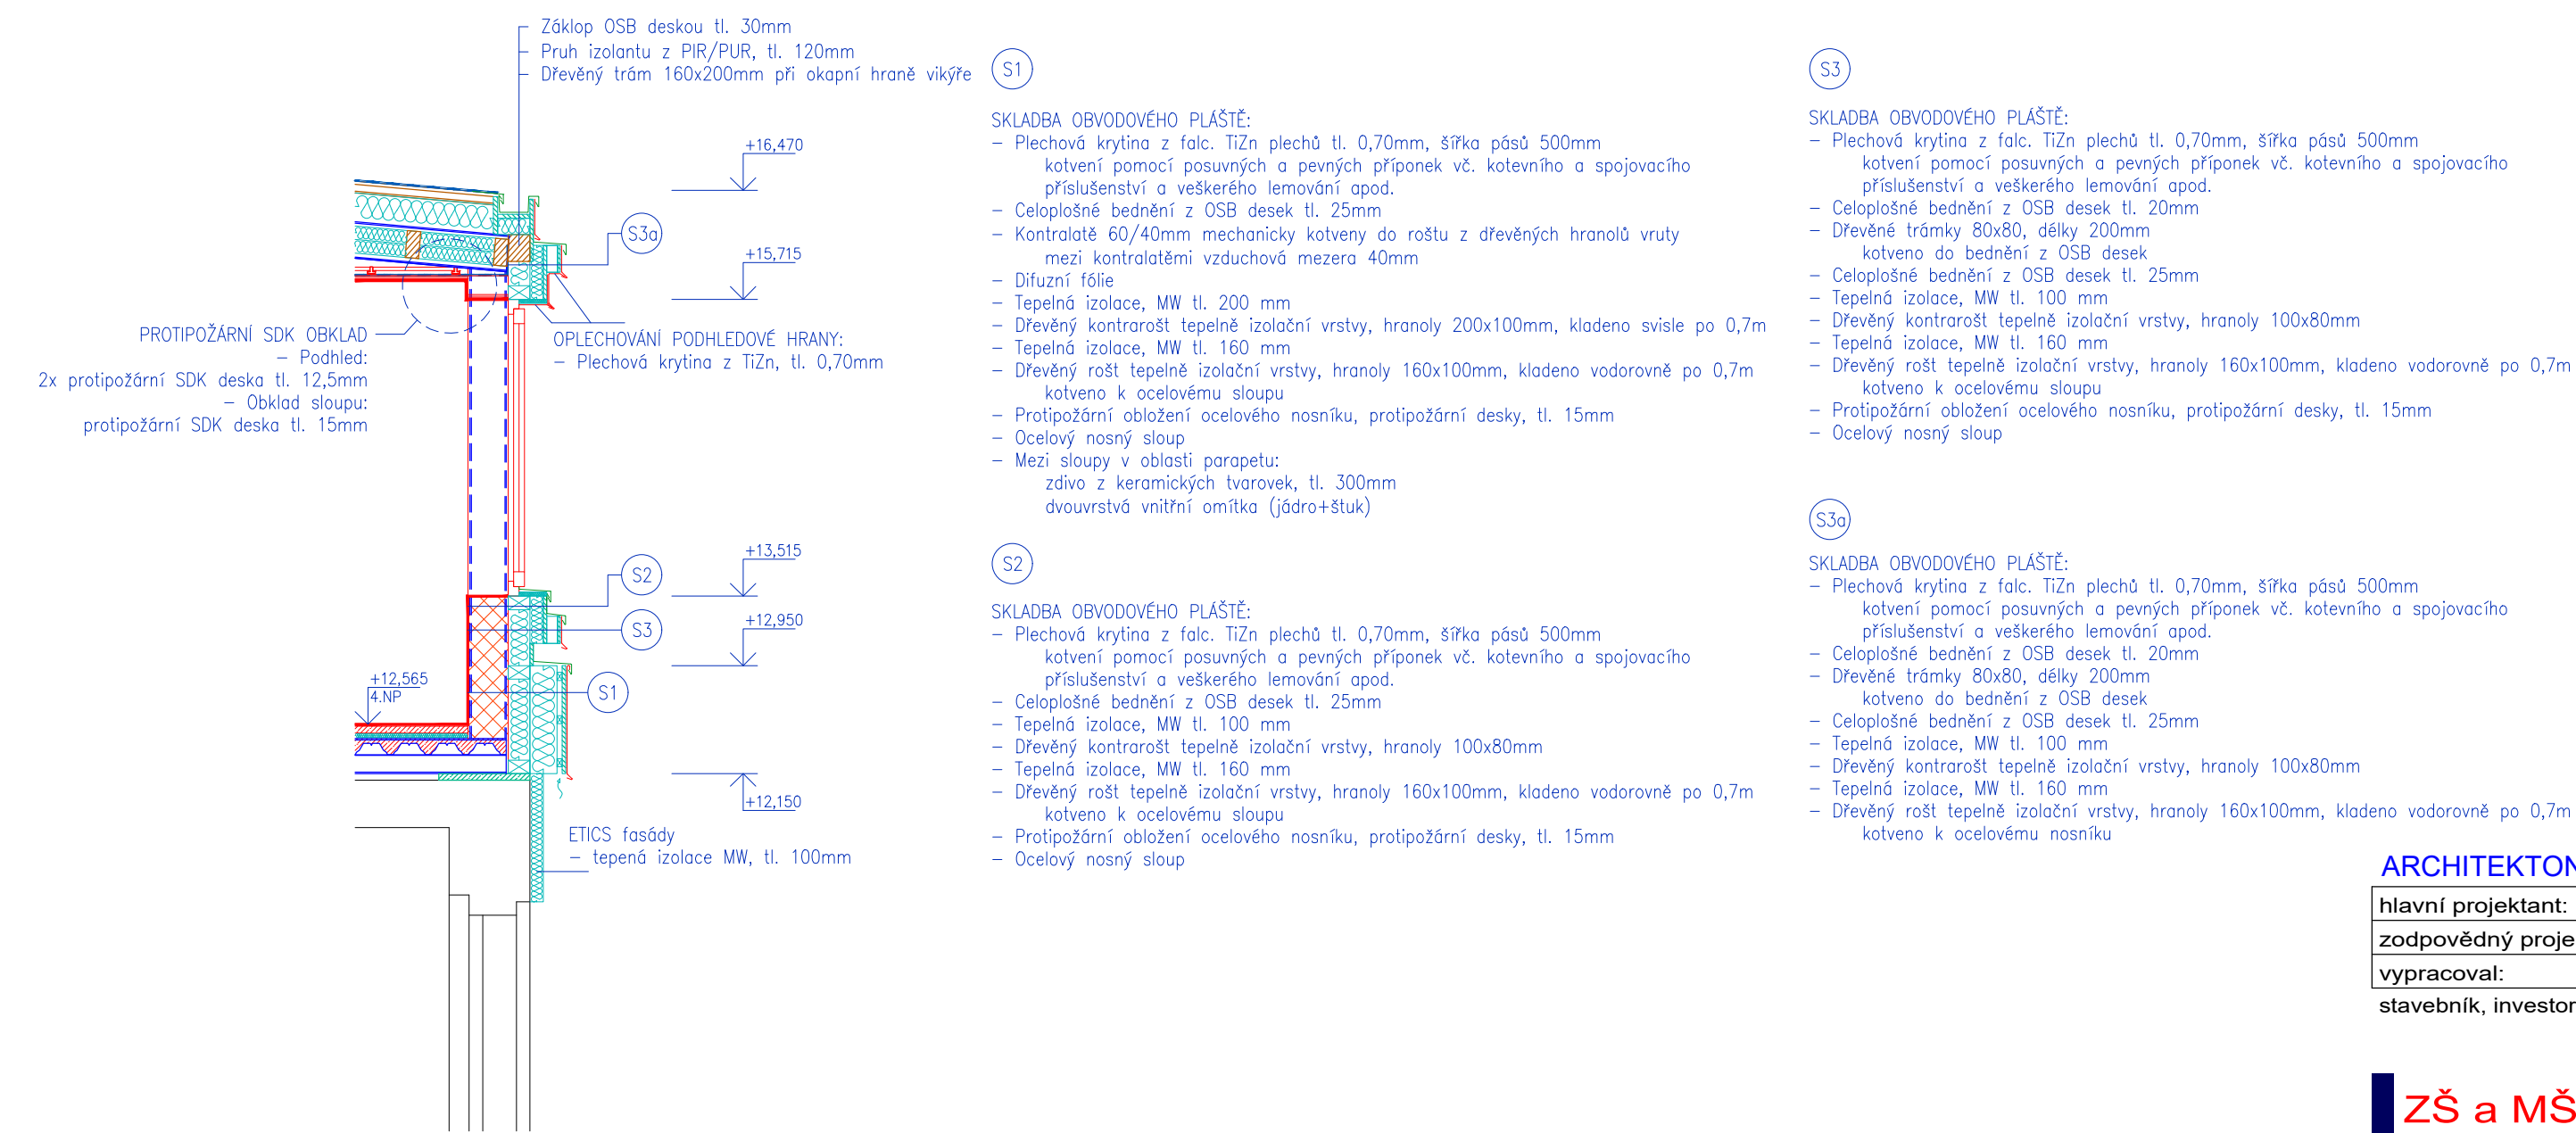 Záklop OSB deskou tl. 30mm
Pruh izolantu z PIR/PUR, tl. 120mm
Dřevěný trám 160x200mm při okapní hraně vikýře
+16,470
S3a
+15,715
PROTIPOŽÁRNÍ SDK OBKLAD
- Podhled:
2x protipožární SDK deska tl. 12,5mm
- Obklad sloupu:
protipožární SDK deska tl. 15mm
OPLECHOVÁNÍ PODHLEDOVÉ HRANY:
- Plechová krytina z TiZn, tl. 0,70mm
+13,515
S2
S3
+12,950
+12,565
4.NP
S1
+12,150
ETICS fasády
- tepená izolace MW, tl. 100mm
S1
SKLADBA OBVODOVÉHO PLÁŠTĚ:
- Plechová krytina z falc. TiZn plechů tl. 0,70mm, šířka pásů 500mm
kotvení pomocí posuvných a pevných příponek vč. kotevního a spojovacího
příslušenství a veškerého lemování apod.
- Celoplošné bednění z OSB desek tl. 25mm
- Kontralatě 60/40mm mechanicky kotveny do roštu z dřevěných hranolů vruty
mezi kontralatěmi vzduchová mezera 40mm
- Difuzní fólie
- Tepelná izolace, MW tl. 200 mm
- Dřevěný kontrarošt tepelně izolační vrstvy, hranoly 200x100mm, kladeno svisle po 0,7m
- Tepelná izolace, MW tl. 160 mm
- Dřevěný rošt tepelně izolační vrstvy, hranoly 160x100mm, kladeno vodorovně po 0,7m
kotveno k ocelovému sloupu
- Protipožární obložení ocelového nosníku, protipožární desky, tl. 15mm
- Ocelový nosný sloup
- Mezi sloupy v oblasti parapetu:
zdivo z keramických tvarovek, tl. 300mm
dvouvrstvá vnitřní omítka (jádro+štuk)
S2
SKLADBA OBVODOVÉHO PLÁŠTĚ:
- Plechová krytina z falc. TiZn plechů tl. 0,70mm, šířka pásů 500mm
kotvení pomocí posuvných a pevných příponek vč. kotevního a spojovacího
příslušenství a veškerého lemování apod.
- Celoplošné bednění z OSB desek tl. 25mm
- Tepelná izolace, MW tl. 100 mm
- Dřevěný kontrarošt tepelně izolační vrstvy, hranoly 100x80mm
- Tepelná izolace, MW tl. 160 mm
- Dřevěný rošt tepelně izolační vrstvy, hranoly 160x100mm, kladeno vodorovně po 0,7m
kotveno k ocelovému sloupu
- Protipožární obložení ocelového nosníku, protipožární desky, tl. 15mm
- Ocelový nosný sloup
S3
SKLADBA OBVODOVÉHO PLÁŠTĚ:
- Plechová krytina z falc. TiZn plechů tl. 0,70mm, šířka pásů 500mm
kotvení pomocí posuvných a pevných příponek vč. kotevního a spojovacího
příslušenství a veškerého lemování apod.
- Celoplošné bednění z OSB desek tl. 20mm
- Dřevěné trámky 80x80, délky 200mm
kotveno do bednění z OSB desek
- Celoplošné bednění z OSB desek tl. 25mm
- Tepelná izolace, MW tl. 100 mm
- Dřevěný kontrarošt tepelně izolační vrstvy, hranoly 100x80mm
- Tepelná izolace, MW tl. 160 mm
- Dřevěný rošt tepelně izolační vrstvy, hranoly 160x100mm, kladeno vodorovně po 0,7m
kotveno k ocelovému sloupu
- Protipožární obložení ocelového nosníku, protipožární desky, tl. 15mm
- Ocelový nosný sloup
S3a
SKLADBA OBVODOVÉHO PLÁŠTĚ:
- Plechová krytina z falc. TiZn plechů tl. 0,70mm, šířka pásů 500mm
kotvení pomocí posuvných a pevných příponek vč. kotevního a spojovacího
příslušenství a veškerého lemování apod.
- Celoplošné bednění z OSB desek tl. 20mm
- Dřevěné trámky 80x80, délky 200mm
kotveno do bednění z OSB desek
- Celoplošné bednění z OSB desek tl. 25mm
- Tepelná izolace, MW tl. 100 mm
- Dřevěný kontrarošt tepelně izolační vrstvy, hranoly 100x80mm
- Tepelná izolace, MW tl. 160 mm
- Dřevěný rošt tepelně izolační vrstvy, hranoly 160x100mm, kladeno vodorovně po 0,7m
kotveno k ocelovému nosníku
ARCHITEKTON
hlavní projektant:
zodpovědný proje
vypracoval:
stavebník, investor
ZŠ a MŠ